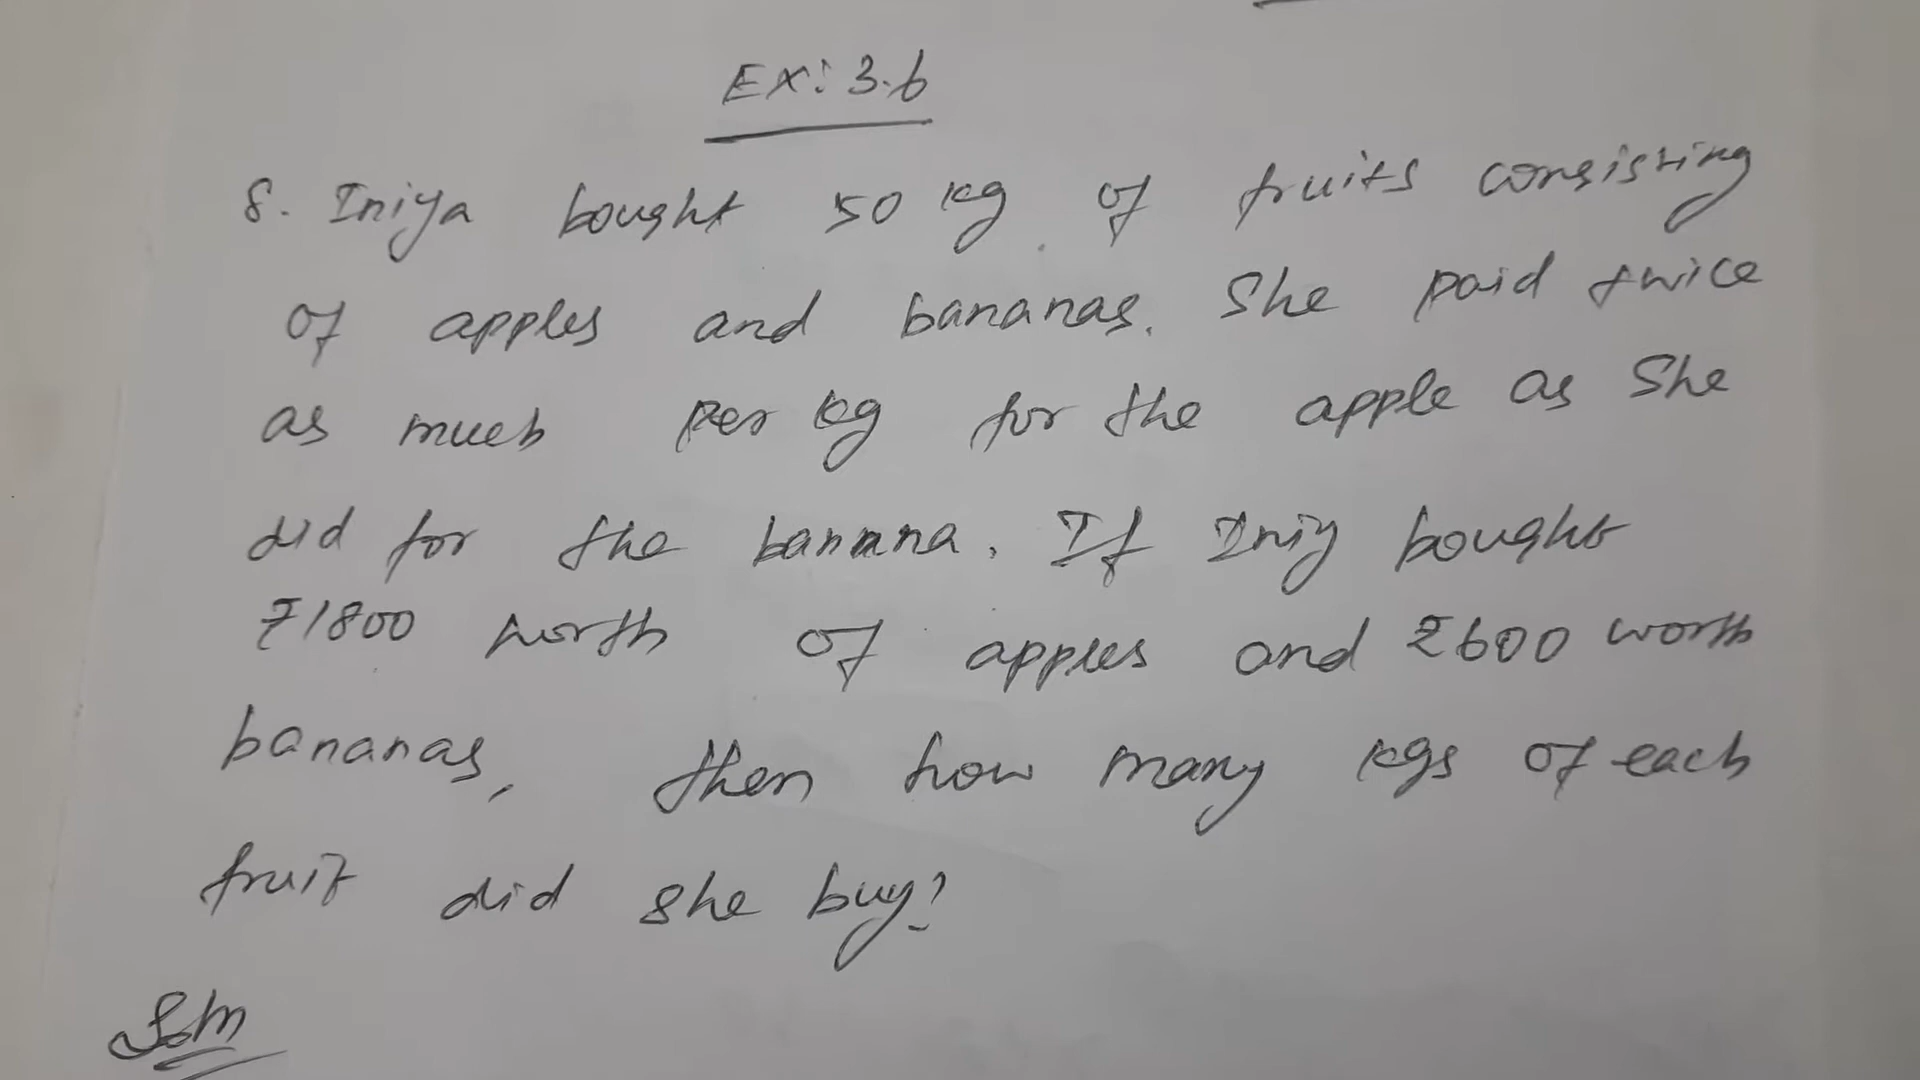 Ex: 3.6
8. Iniya bought 50 kg of fruits consisting
of apples and bananas. She paid twice
as much per kg for the apple as She
did for the banana. If Iniy bought
₹1800 worth of apples and ₹600 worth
bananas, then how many kgs of each
fruit did she buy?
Soln